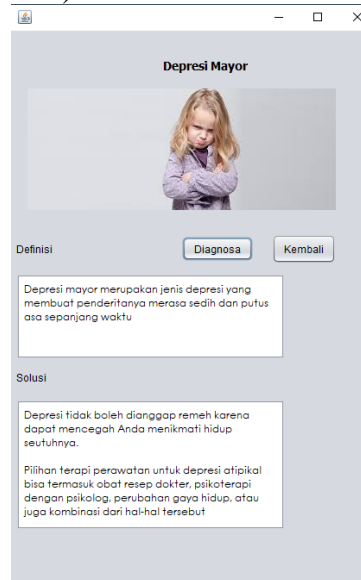 Depresi Mayor
Definisi
Diagnosa
Kembali
Depresi mayor merupakan jenis depresi yang
membuat penderitanya merasa sedih dan putus
asa sepanjang waktu
Solusi
Depresi tidak boleh dianggap remeh karena
dapat mencegah Anda menikmati hidup
seutuhnya.
Pilihan terapi perawatan untuk depresi atipikal
bisa termasuk obat resep dokter, psikoterapi
dengan psikolog, perubahan gaya hidup, atau
juga kombinasi dari hal-hal tersebut